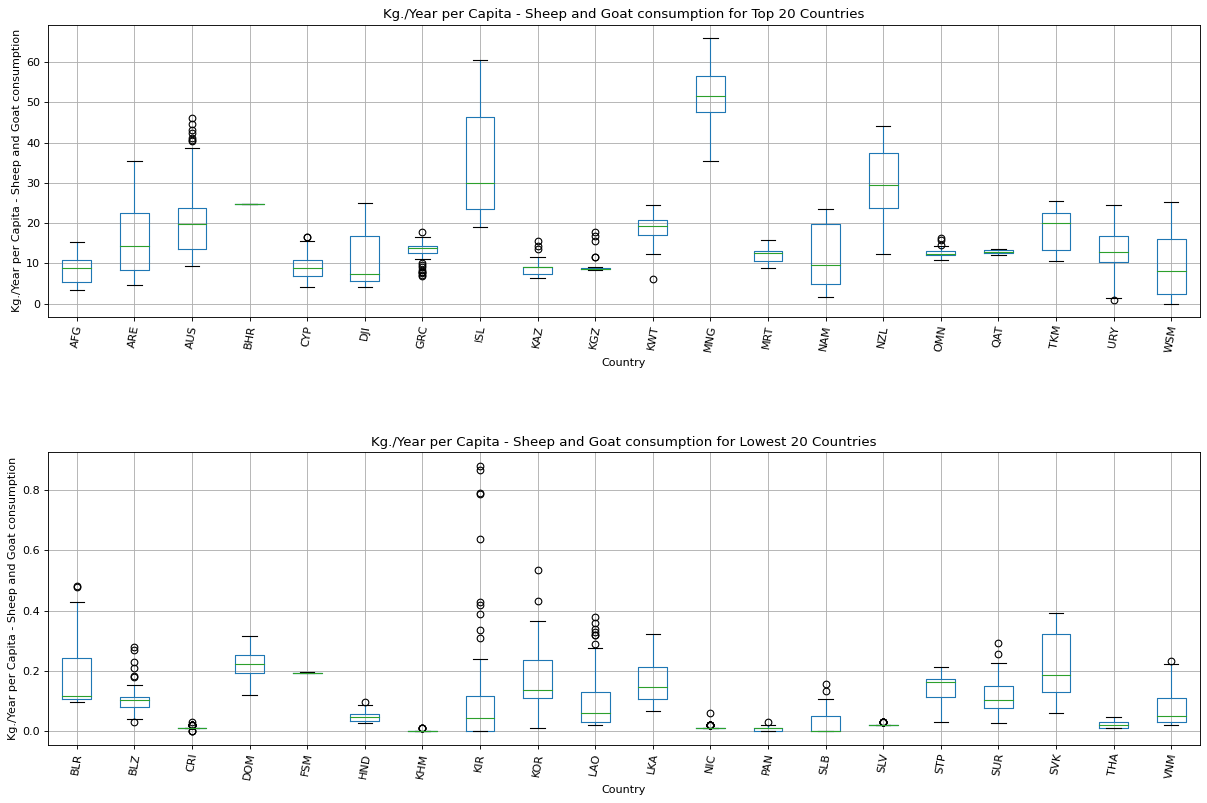 Kg./Year per Capita - Sheep and Goat consumption for Top 20 Countries
Kg./Year per Capita - Sheep and Goat consumption
60
50
40
30
20
10
0
AFG ARE AUS BHR CYP DJI GRC ISL KAZ KGZ KWT MNG MRT NAM NZL OMN QAT TKM URY WSM
Country
Kg./Year per Capita - Sheep and Goat consumption for Lowest 20 Countries
Kg./Year per Capita - Sheep and Goat consumption
0.8
0.6
0.4
0.2
0.0
BLR BLZ CRI DOM FSM HND KHM KIR KOR LAO LKA NIC PAN SLB SLV STP SUR SVK THA VNM
Country